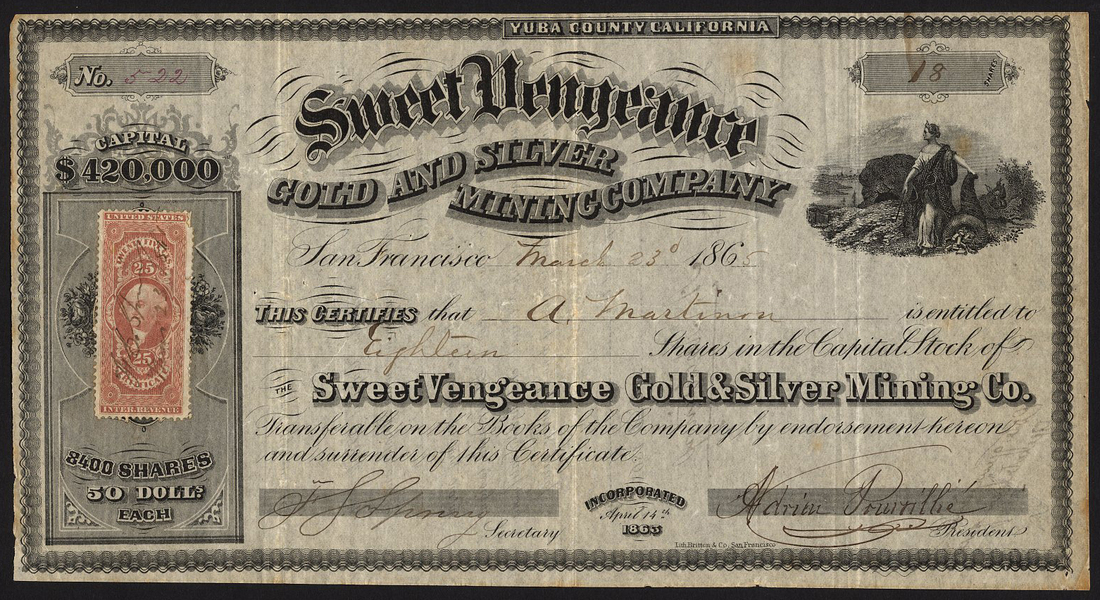 YUBA COUNTY CALIFORNIA
No. 522
18 SHARES
CAPITAL
$420.000
Sweet Vengeance
GOLD AND SILVER
MINING COMPANY
San Francisco March 23d 1865
THIS CERTIFIES that A. Martinon is entitled to
Eighteen Shares in the Capital Stock of
THE Sweet Vengeance Gold & Silver Mining Co.
Transferable on the Books of the Company by endorsement hereon
and surrender of this Certificate.
UNITED STATES
25
25
CERTIFICATE
INTER. REVENUE
8400 SHARES
50 DOLLS
EACH
Secretary
INCORPORATED
April 14th
1863
President
Lith. Britton & Co. San Francisco